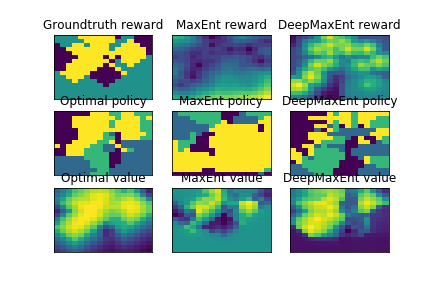 Groundtruth reward MaxEnt reward DeepMaxEnt reward
Optimal policy MaxEnt policy DeepMaxEnt policy
Optimal value MaxEnt value DeepMaxEnt value